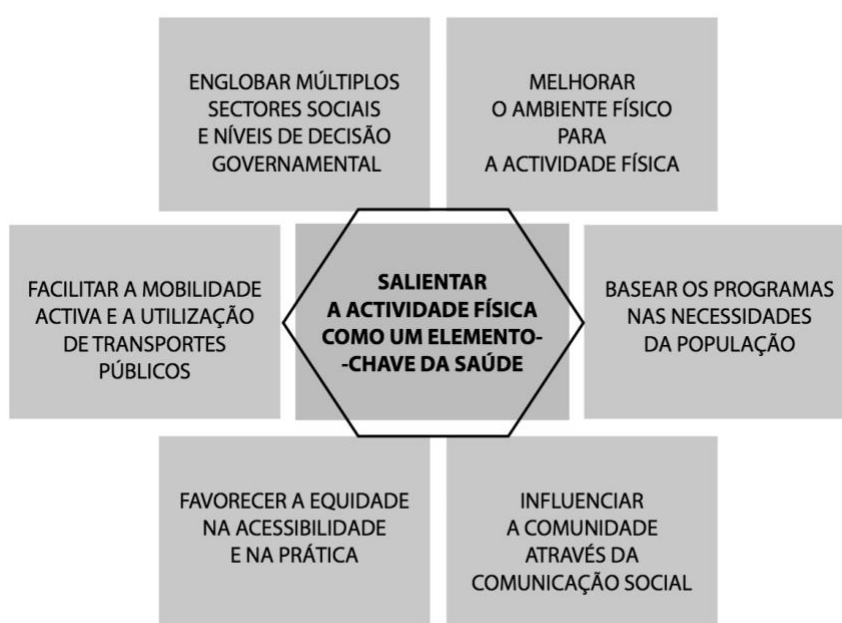 ENGLOBAR MÚLTIPLOS
SECTORES SOCIAIS
E NÍVEIS DE DECISÃO
GOVERNAMENTAL
MELHORAR
O AMBIENTE FÍSICO
PARA
A ACTIVIDADE FÍSICA
FACILITAR A MOBILIDADE
ACTIVA E A UTILIZAÇÃO
DE TRANSPORTES
PÚBLICOS
SALIENTAR
A ACTIVIDADE FÍSICA
COMO UM ELEMENTO-
-CHAVE DA SAÚDE
BASEAR OS PROGRAMAS
NAS NECESSIDADES
DA POPULAÇÃO
FAVORECER A EQUIDADE
NA ACESSIBILIDADE
E NA PRÁTICA
INFLUENCIAR
A COMUNIDADE
ATRAVÉS DA
COMUNICAÇÃO SOCIAL